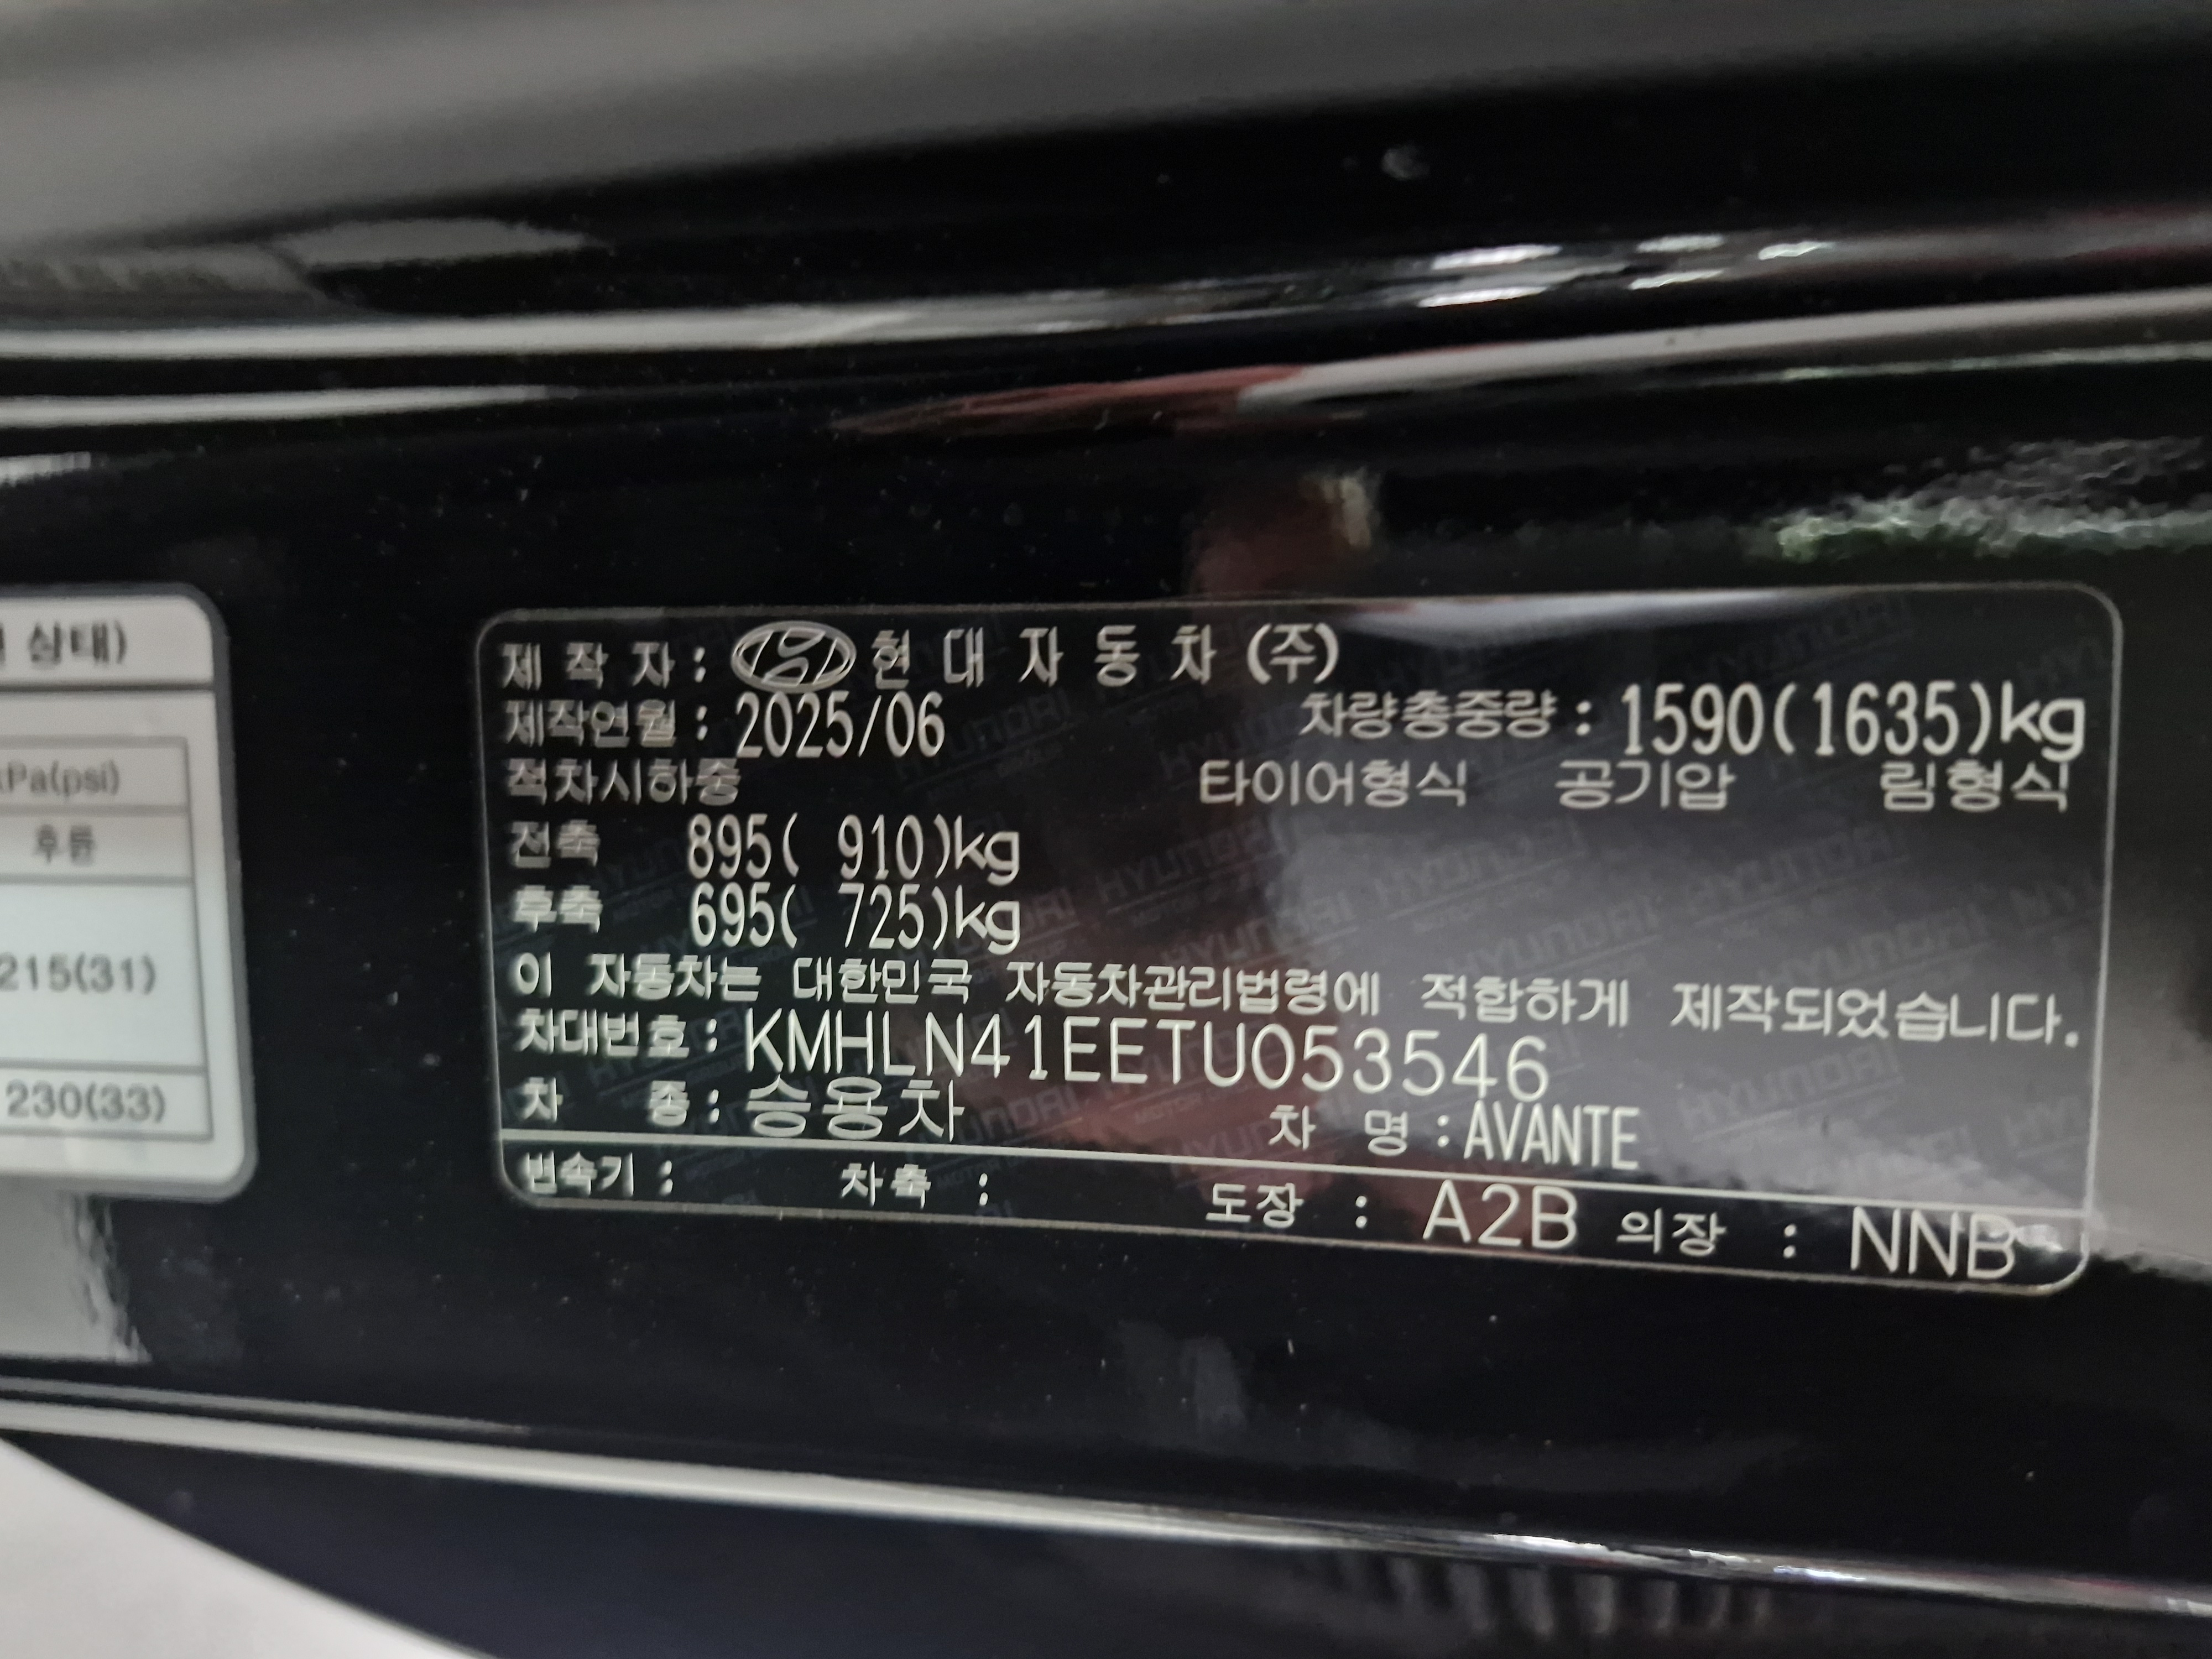 상태)
kPa(psi)
후륜
215(31)
230(33)
제 작 자 : 현 대 자 동 차 (주)
제작연월 : 2025/06 차량총중량 : 1590(1635)kg
적차시하중 타이어형식 공기압 림형식
전축 895( 910)kg
후축 695( 725)kg
이 자동차는 대한민국 자동차관리법령에 적합하게 제작되었습니다.
차대번호 : KMHLN41EETU053546
차 종 : 승용차 차 명 : AVANTE
변속기 : 차축 : 도장 : A2B 의장 : NNB